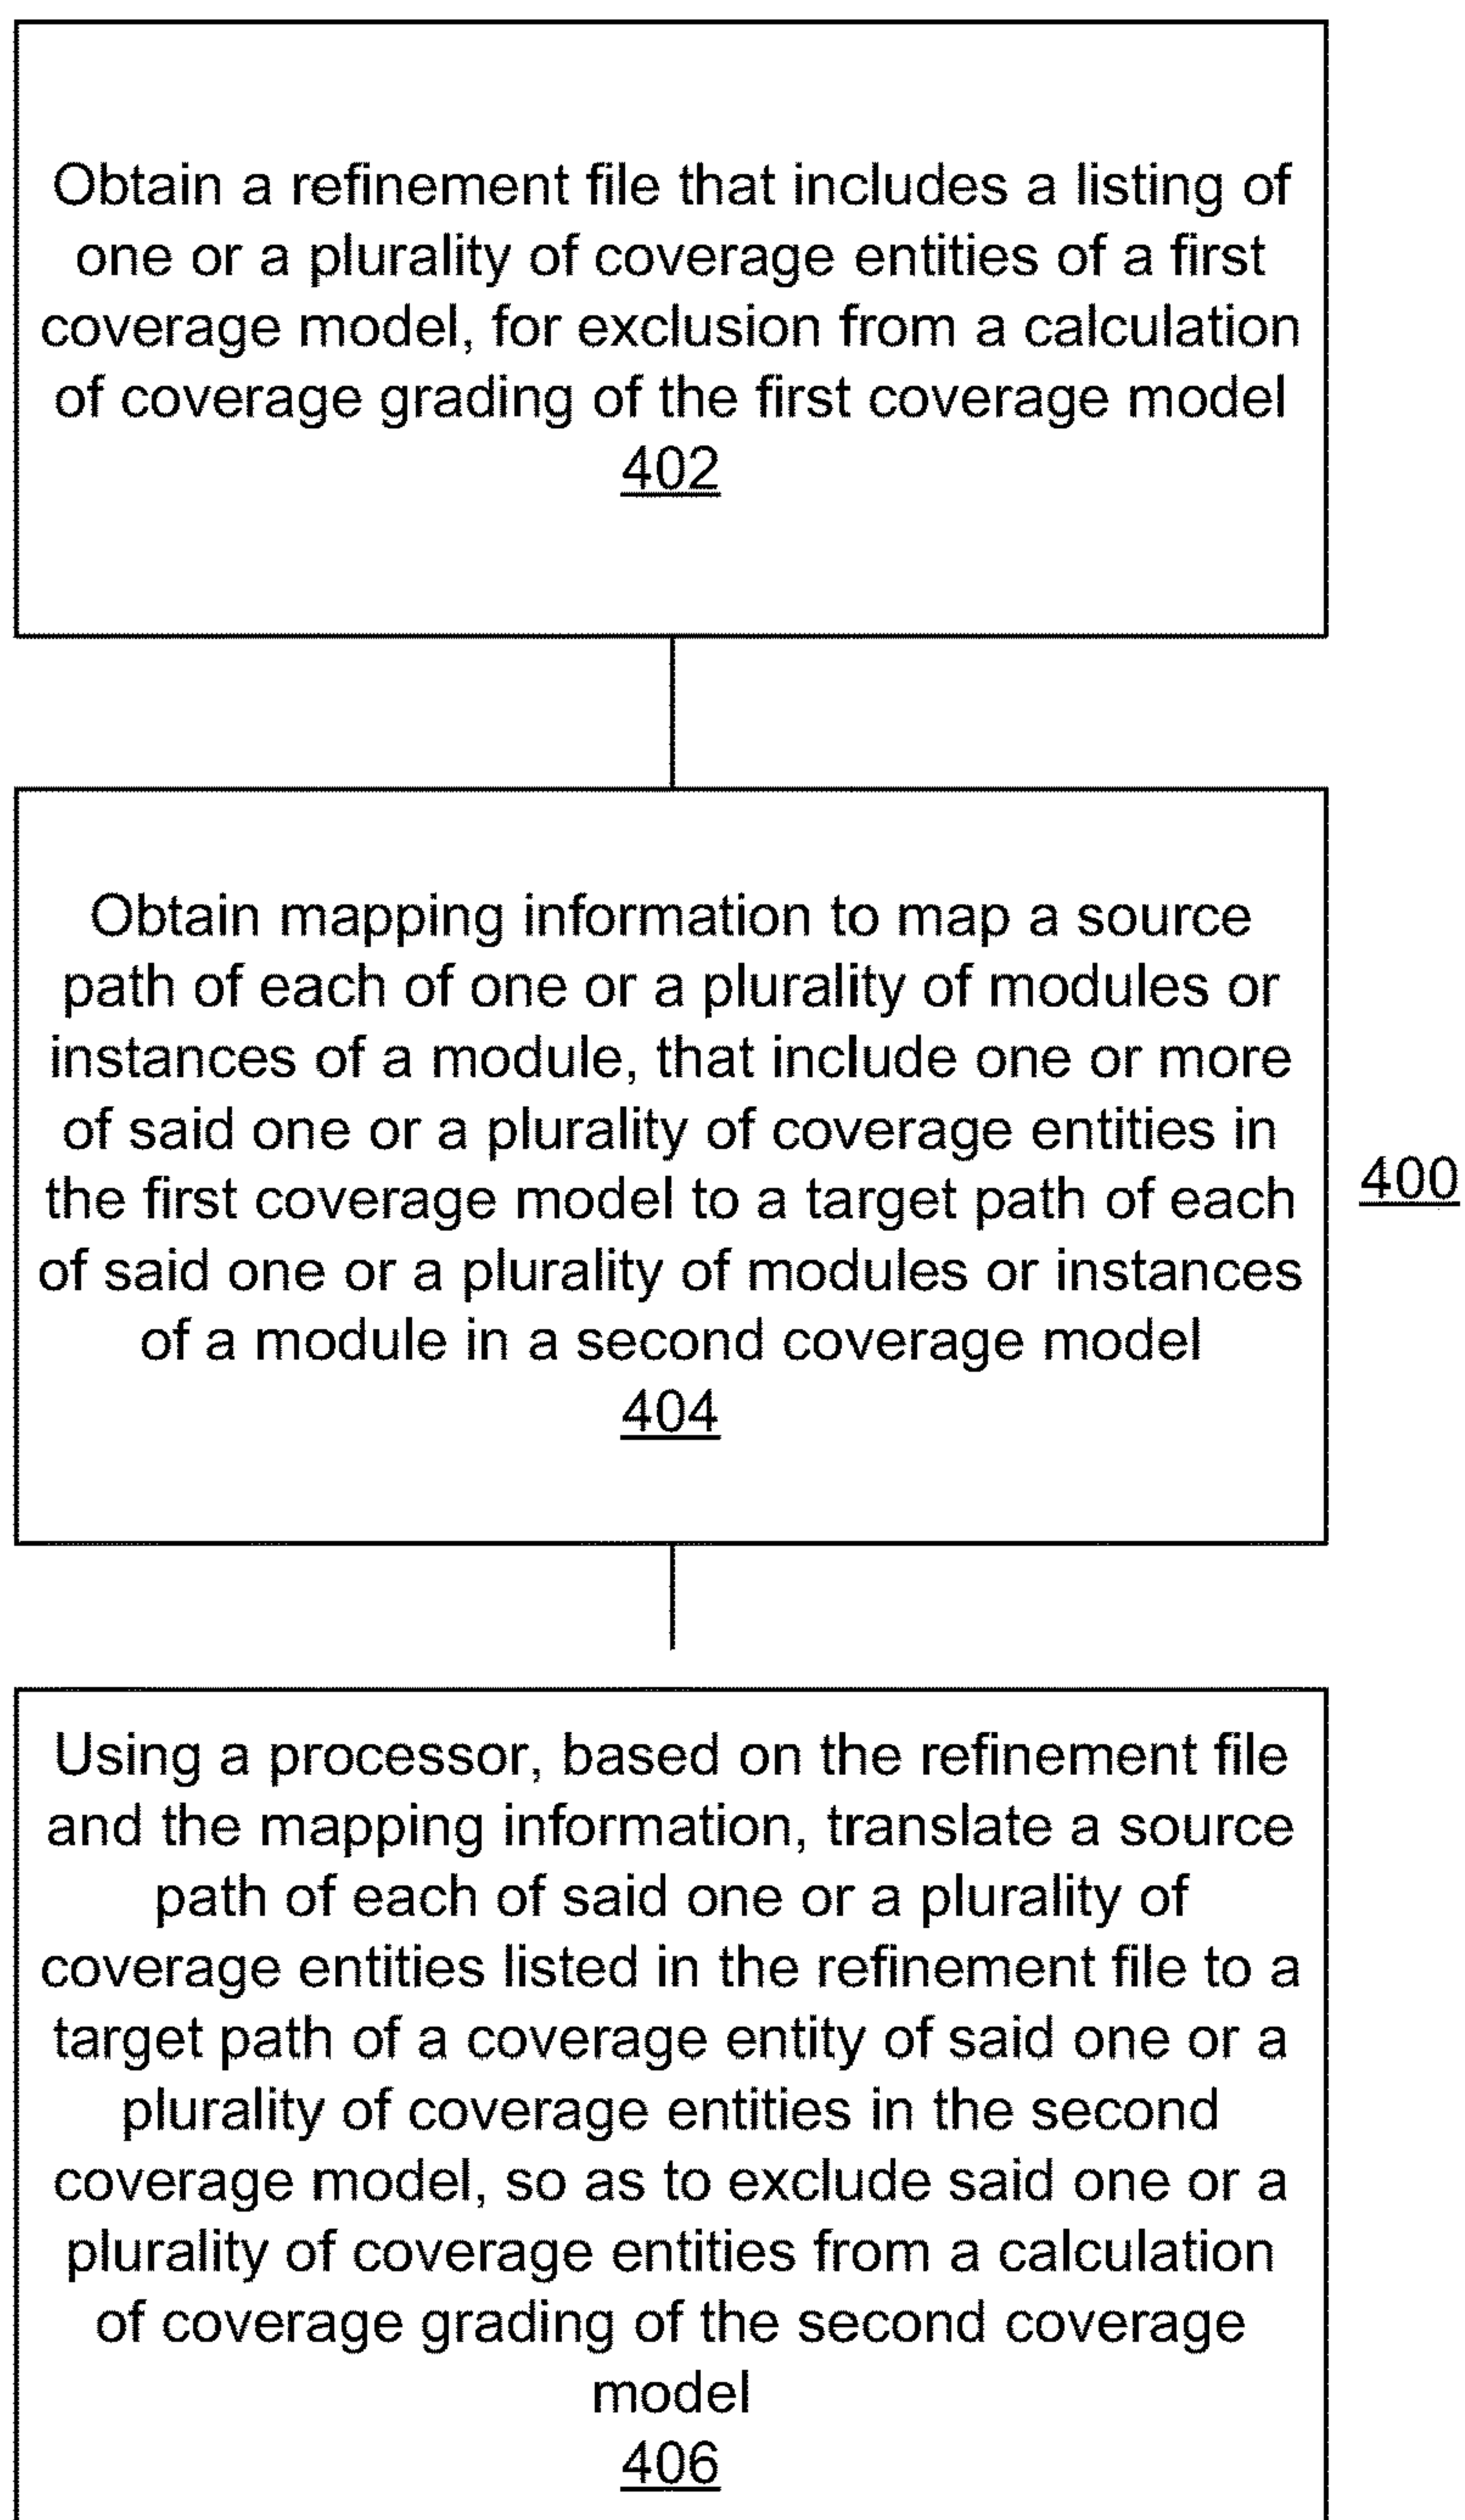 Obtain a refinement file that includes a listing of
one or a plurality of coverage entities of a first
coverage model, for exclusion from a calculation
of coverage grading of the first coverage model
402
Obtain mapping information to map a source
path of each of one or a plurality of modules or
instances of a module, that include one or more
of said one or a plurality of coverage entities in
the first coverage model to a target path of each
of said one or a plurality of modules or instances
of a module in a second coverage model
404
400
Using a processor, based on the refinement file
and the mapping information, translate a source
path of each of said one or a plurality of
coverage entities listed in the refinement file to a
target path of a coverage entity of said one or a
plurality of coverage entities in the second
coverage model, so as to exclude said one or a
plurality of coverage entities from a calculation
of coverage grading of the second coverage
model
406